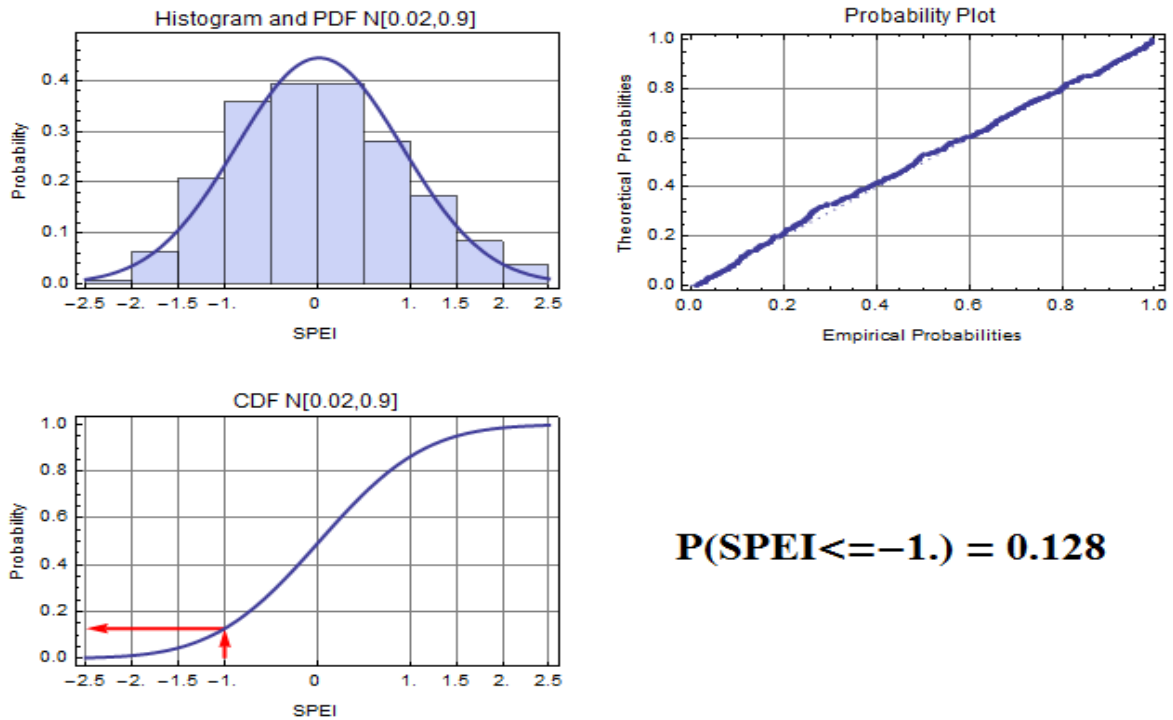 Histogram and PDF N[0.02,0.9]
Probability
0.4
0.3
0.2
0.1
0.0
−2.5 −2. −1.5 −1. 0 1. 1.5 2. 2.5
SPEI
Probability Plot
Theoretical Probabilities
1.0
0.8
0.6
0.4
0.2
0.0
0.0 0.2 0.4 0.6 0.8 1.0
Empirical Probabilities
CDF N[0.02,0.9]
Probability
1.0
0.8
0.6
0.4
0.2
0.0
−2.5 −2. −1.5 −1. 0 1. 1.5 2. 2.5
SPEI
P(SPEI<=−1.) = 0.128